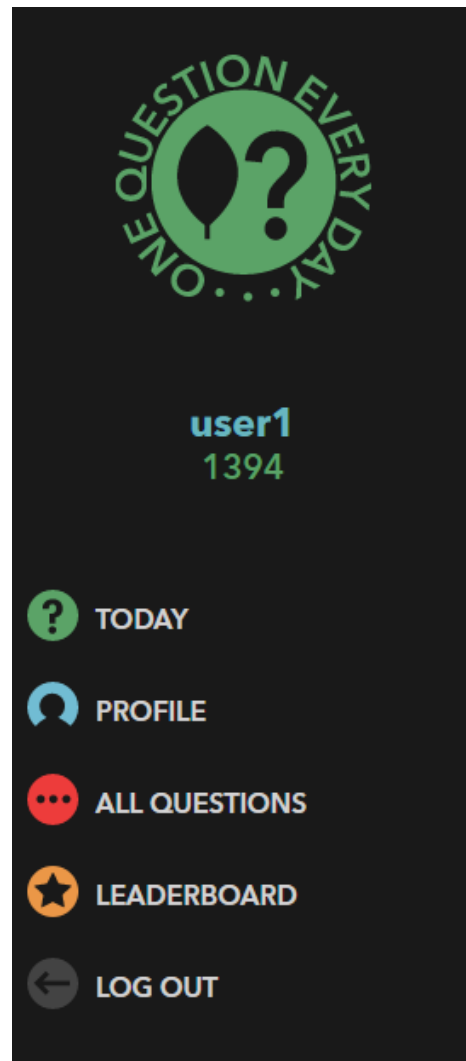 ONE QUESTION EVERY DAY...
?
user1
1394
? TODAY
PROFILE
ALL QUESTIONS
LEADERBOARD
LOG OUT